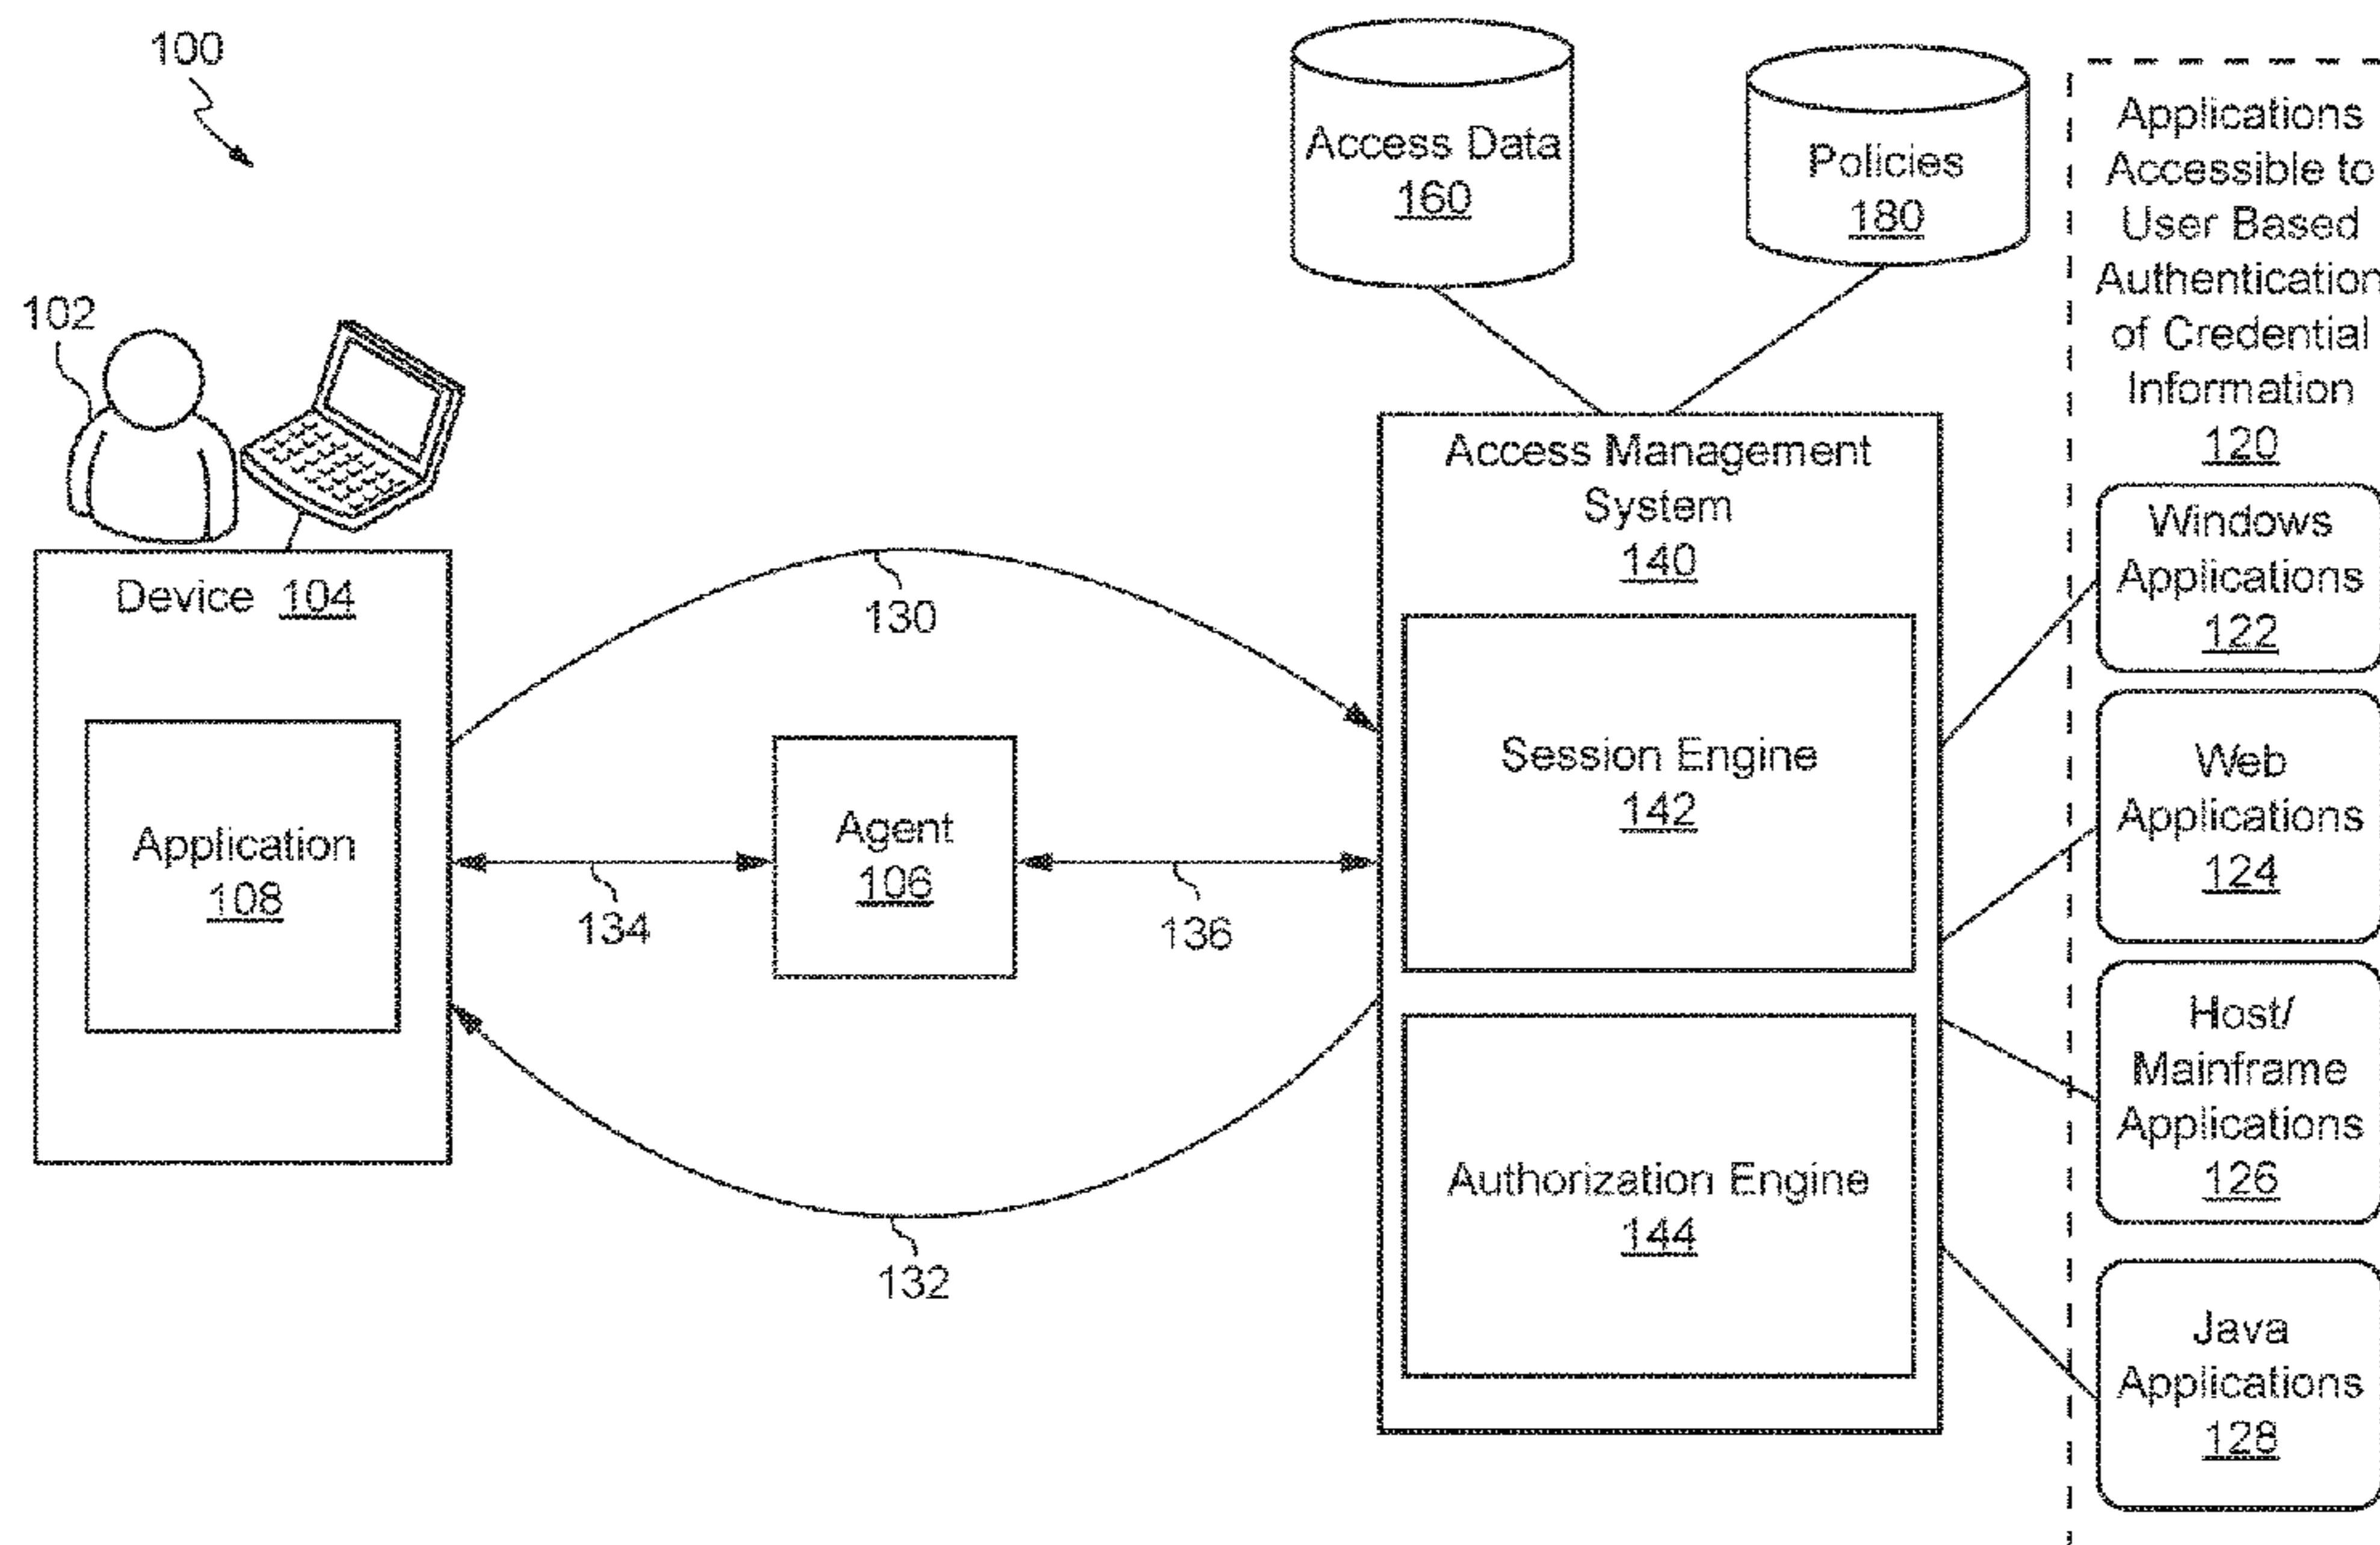 100
102
Device 104
Application
108
130
134
Agent
106
136
132
Access Data
160
Policies
180
Access Management
System
140
Session Engine
142
Authorization Engine
144
Applications
Accessible to
User Based
Authentication
of Credential
Information
120
Windows
Applications
122
Web
Applications
124
Host/
Mainframe
Applications
126
Java
Applications
128